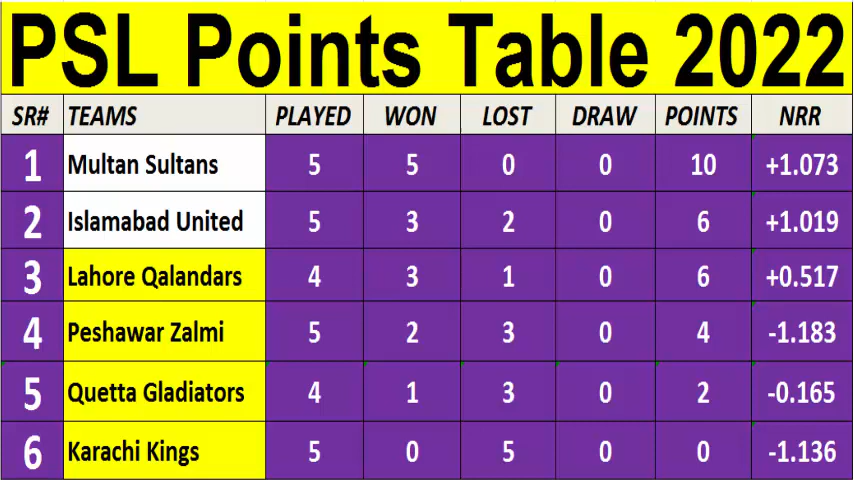 PSL Points Table 2022
SR# TEAMS PLAYED WON LOST DRAW POINTS NRR
1 Multan Sultans 5 5 0 0 10 +1.073
2 Islamabad United 5 3 2 0 6 +1.019
3 Lahore Qalandars 4 3 1 0 6 +0.517
4 Peshawar Zalmi 5 2 3 0 4 -1.183
5 Quetta Gladiators 4 1 3 0 2 -0.165
6 Karachi Kings 5 0 5 0 0 -1.136